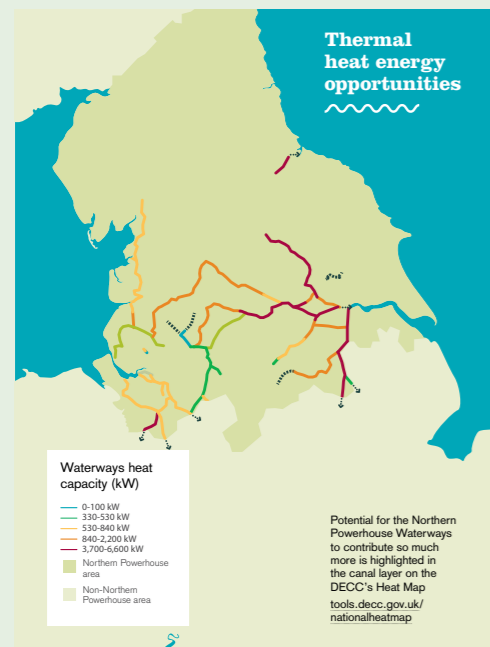 Thermal
heat energy
opportunities
Waterways heat
capacity (kW)
0-100 kW
330-530 kW
530-840 kW
840-2,200 kW
3,700-6,600 kW
Northern Powerhouse
area
Non-Northern
Powerhouse area
Potential for the Northern
Powerhouse Waterways
to contribute so much
more is highlighted in
the canal layer on the
DECC's Heat Map
tools.decc.gov.uk/
nationalheatmap